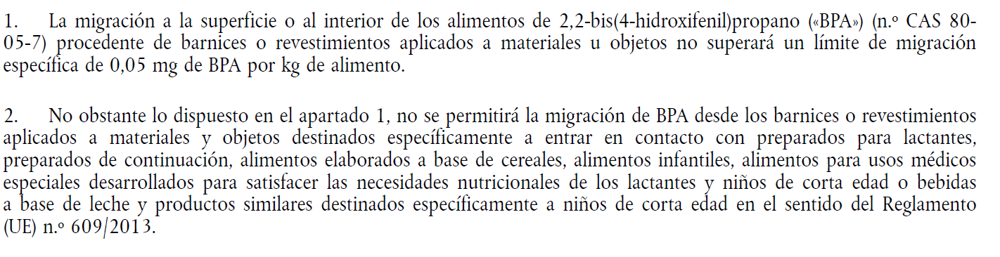 1. La migración a la superficie o al interior de los alimentos de 2,2-bis(4-hidroxifenil)propano («BPA») (n.º CAS 80-
05-7) procedente de barnices o revestimientos aplicados a materiales u objetos no superará un límite de migración
específica de 0,05 mg de BPA por kg de alimento.
2. No obstante lo dispuesto en el apartado 1, no se permitirá la migración de BPA desde los barnices o revestimientos
aplicados a materiales y objetos destinados específicamente a entrar en contacto con preparados para lactantes,
preparados de continuación, alimentos elaborados a base de cereales, alimentos infantiles, alimentos para usos médicos
especiales desarrollados para satisfacer las necesidades nutricionales de los lactantes y niños de corta edad o bebidas
a base de leche y productos similares destinados específicamente a niños de corta edad en el sentido del Reglamento
(UE) n.º 609/2013.